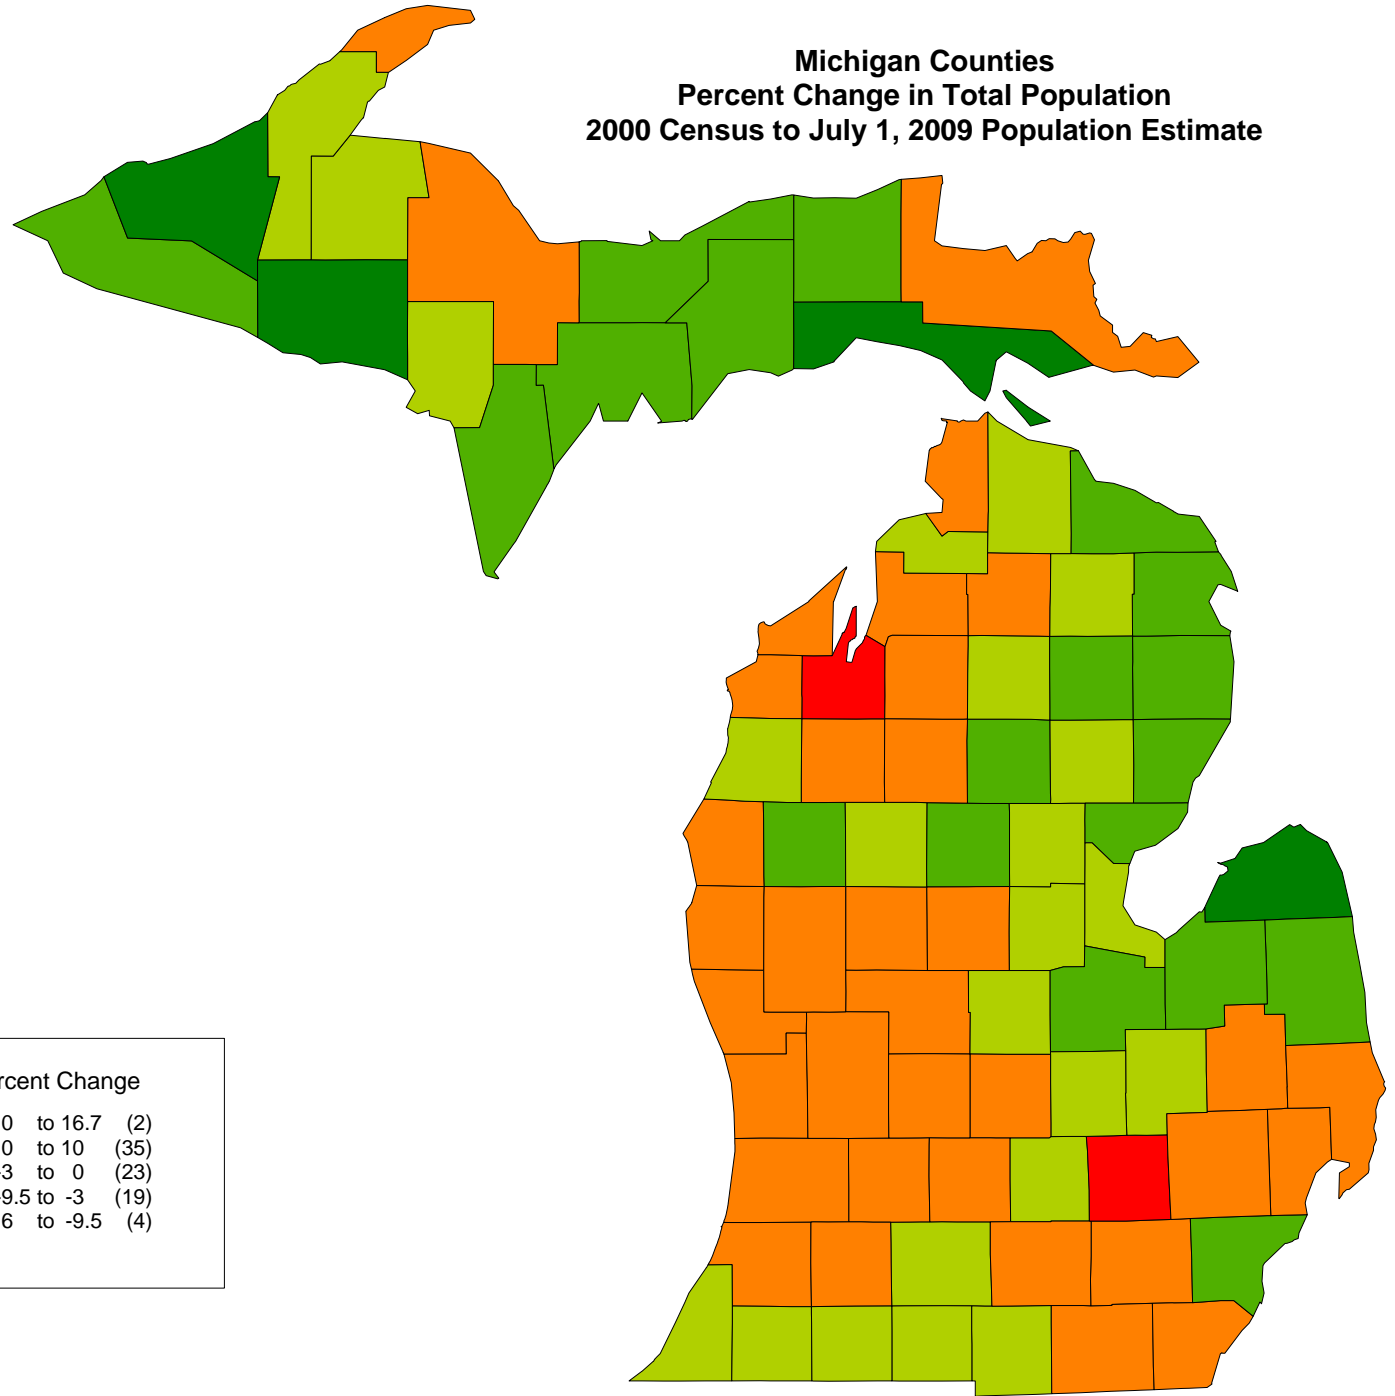 Michigan Counties
Percent Change in Total Population
2000 Census to July 1, 2009 Population Estimate
Change
0 to 16.7 (2)
0 to 10 (35)
3 to 0 (23)
9.5 to -3 (19)
6 to -9.5 (4)